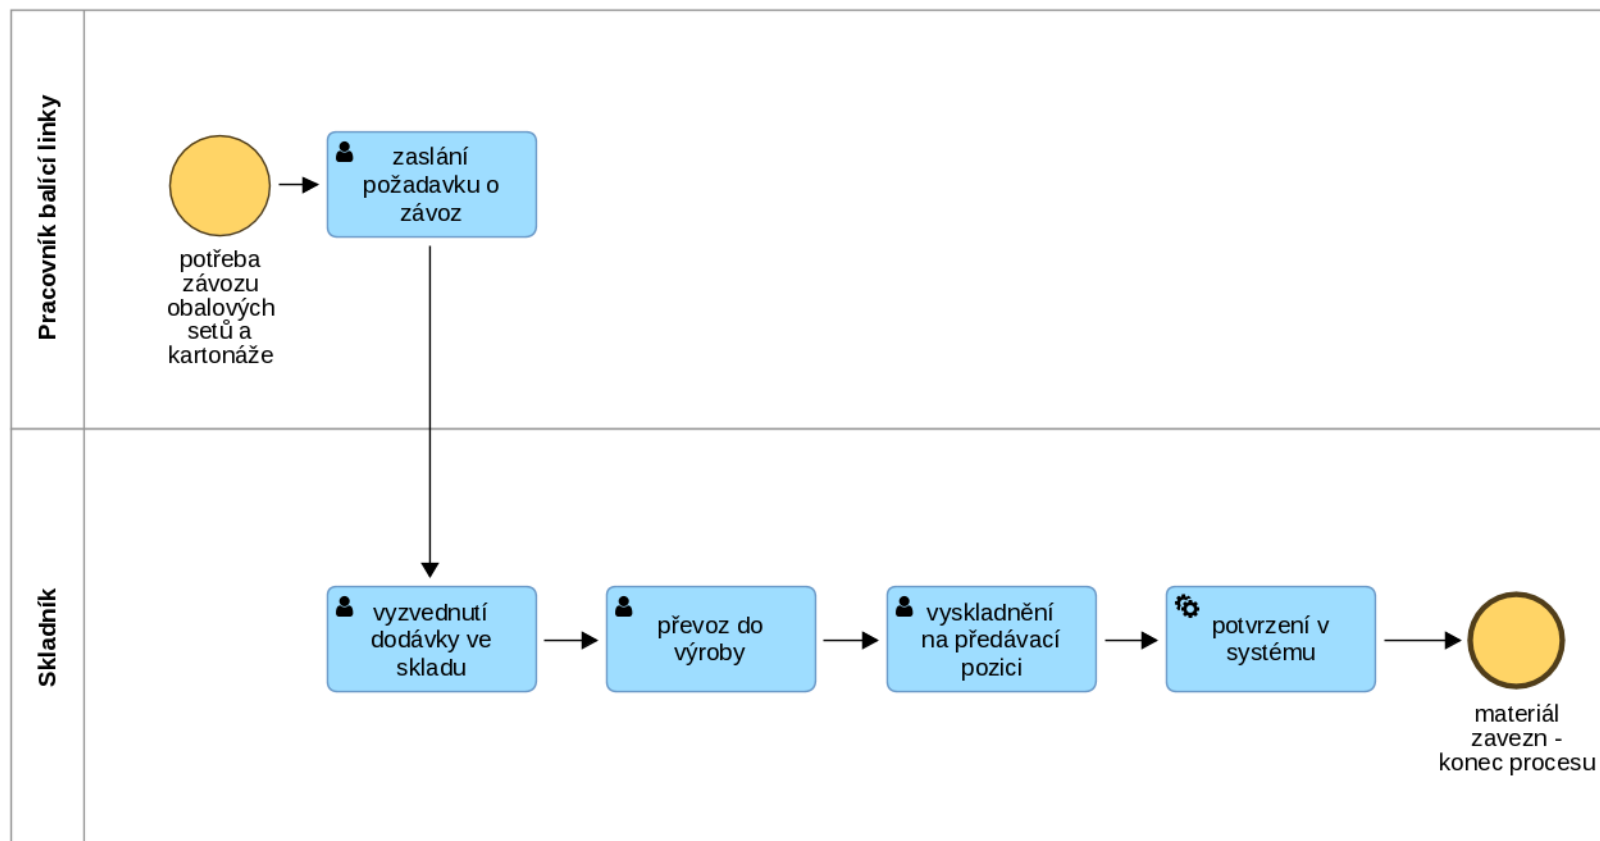 Pracovník balící linky
zaslání
požadavku o
závoz
potřeba
závozu
obalových
setů a
kartonáže
Skladník
vyzvednutí
dodávky ve
skladu
převoz do
výroby
vyskladnění
na předávací
pozici
potvrzení v
systému
materiál
zavezn -
konec procesu